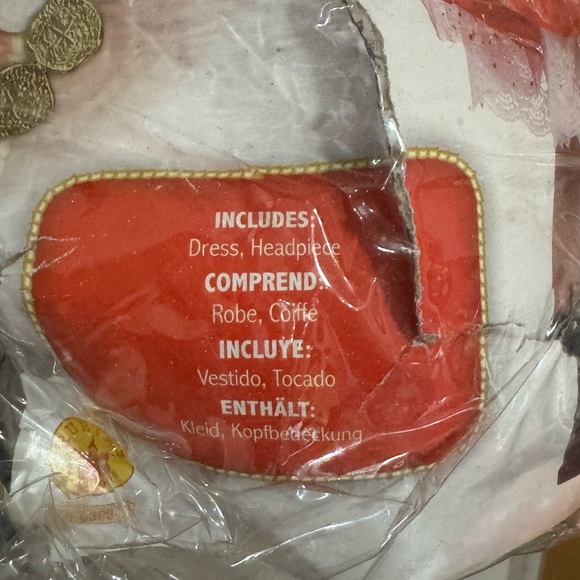 INCLUDES:
Dress, Headpiece
COMPREND:
Robe, Coiffe
INCLUYE:
Vestido, Tocado
ENTHÄLT:
Kleid, Kopfbedeckung